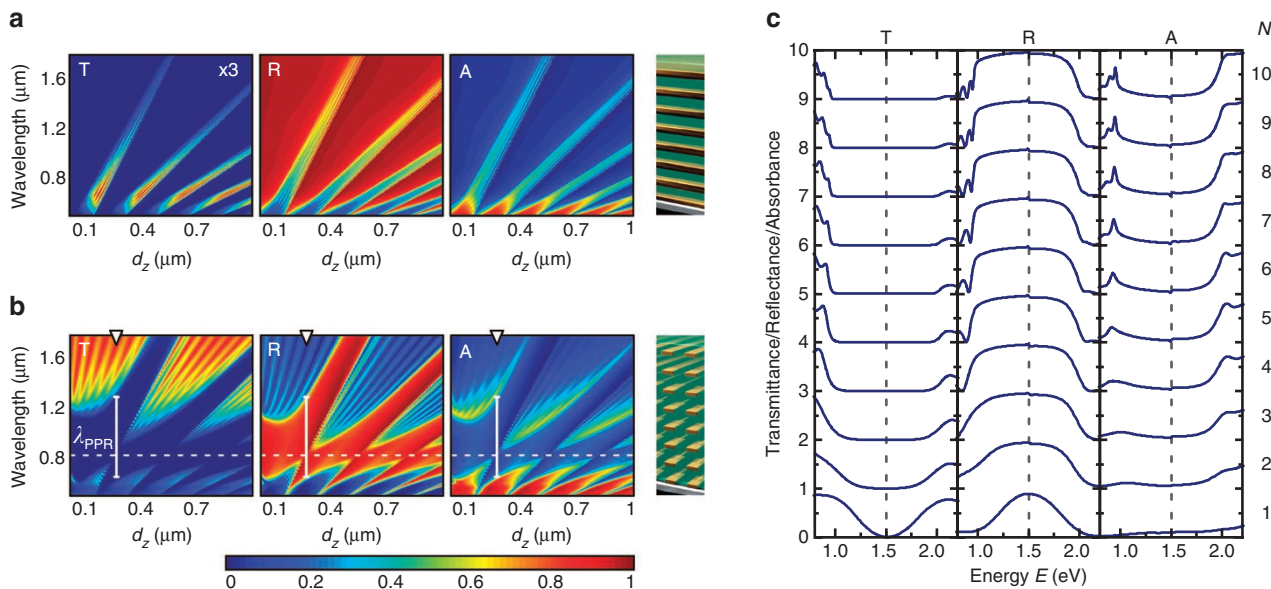 a
T x3 R A
Wavelength (μm)
1.6
1.2
0.8
0.1 0.4 0.7 0.1 0.4 0.7 0.1 0.4 0.7 1
d_z (μm) d_z (μm) d_z (μm)
b
T R A
Wavelength (μm)
1.6
1.2
0.8
λPPR
0.1 0.4 0.7 0.1 0.4 0.7 0.1 0.4 0.7 1
d_z (μm) d_z (μm) d_z (μm)
0 0.2 0.4 0.6 0.8 1
c
T R A N
Transmittance/Reflectance/Absorbance
10
9 10
8 9
7 8
6 7
5 6
4 5
3 4
2 3
1 2
0 1
1.0 1.5 2.0 1.0 1.5 2.0 1.0 1.5 2.0
Energy E (eV)